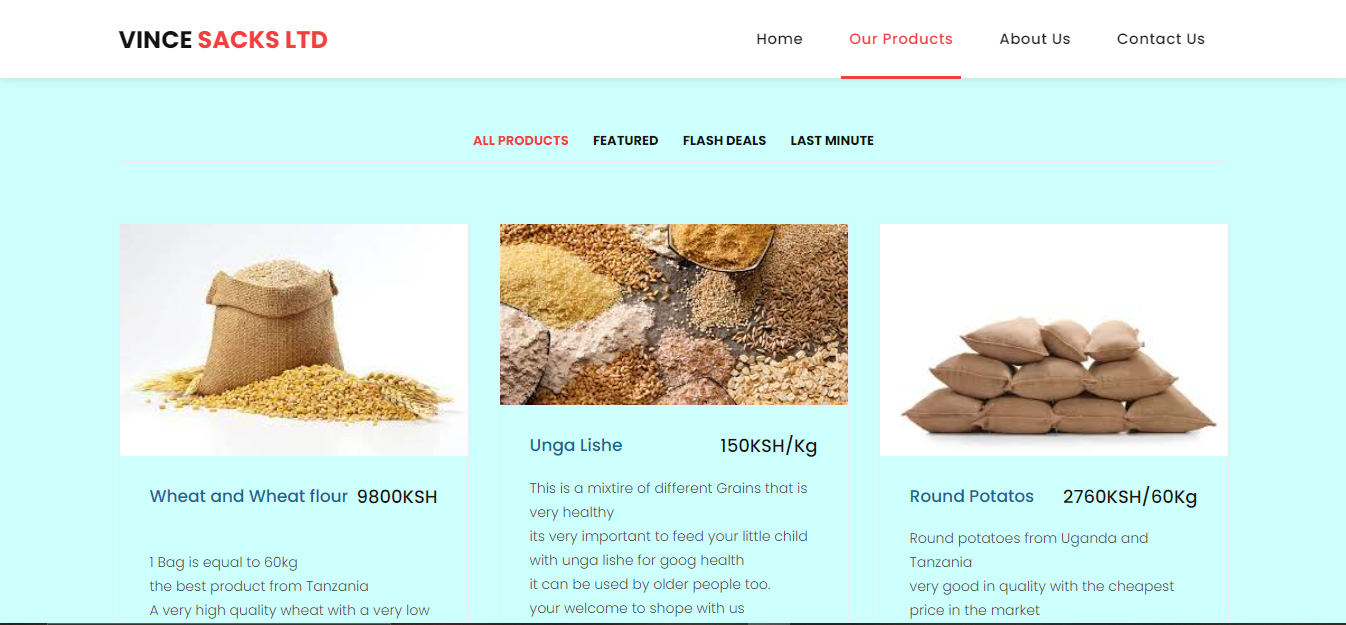 VINCE SACKS LTD
Home Our Products About Us Contact Us
ALL PRODUCTS FEATURED FLASH DEALS LAST MINUTE
Wheat and Wheat flour 9800KSH
1 Bag is equal to 60kg
the best product from Tanzania
A very high quality wheat with a very low
Unga Lishe 150KSH/Kg
This is a mixtire of different Grains that is
very healthy
its very important to feed your little child
with unga lishe for goog health
it can be used by older people too.
your welcome to shope with us
Round Potatos 2760KSH/60Kg
Round potatoes from Uganda and
Tanzania
very good in quality with the cheapest
price in the market